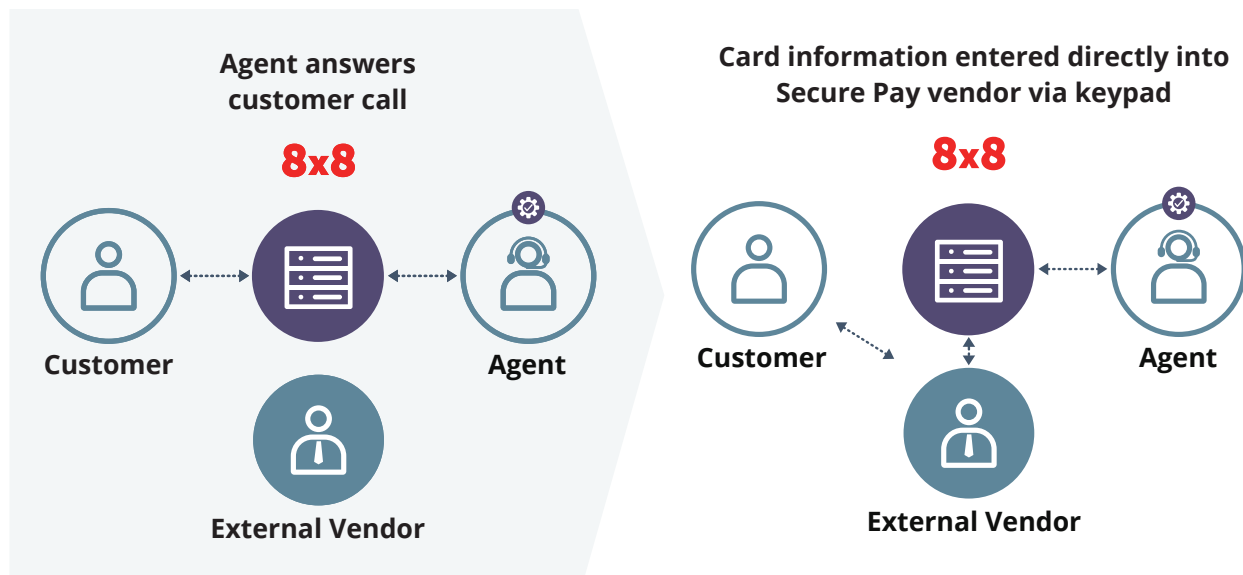 Agent answers
customer call
8x8
Customer
Agent
External Vendor
Card information entered directly into
Secure Pay vendor via keypad
8x8
Customer
Agent
External Vendor